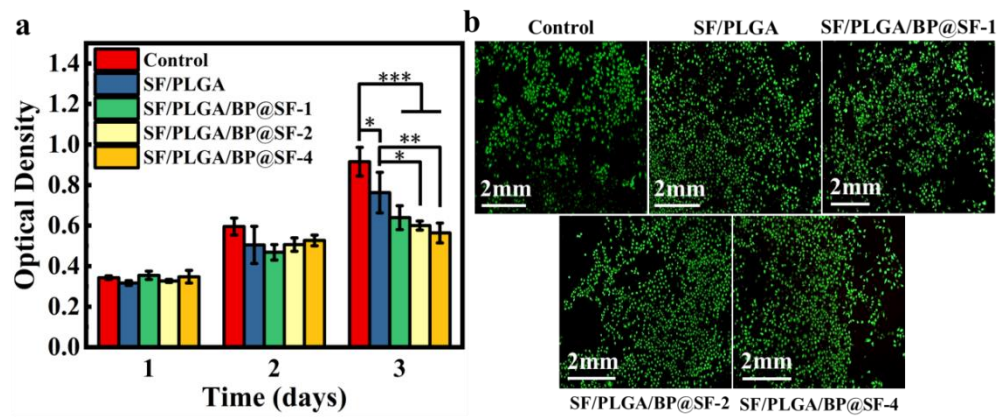 a
Control
SF/PLGA
SF/PLGA/BP@SF-1
SF/PLGA/BP@SF-2
SF/PLGA/BP@SF-4
Optical Density
1.4
1.2
1.0
0.8
0.6
0.4
0.2
0.0
***
*
**
*
1 2 3
Time (days)
b
Control SF/PLGA SF/PLGA/BP@SF-1
2mm 2mm 2mm
2mm 2mm
SF/PLGA/BP@SF-2 SF/PLGA/BP@SF-4